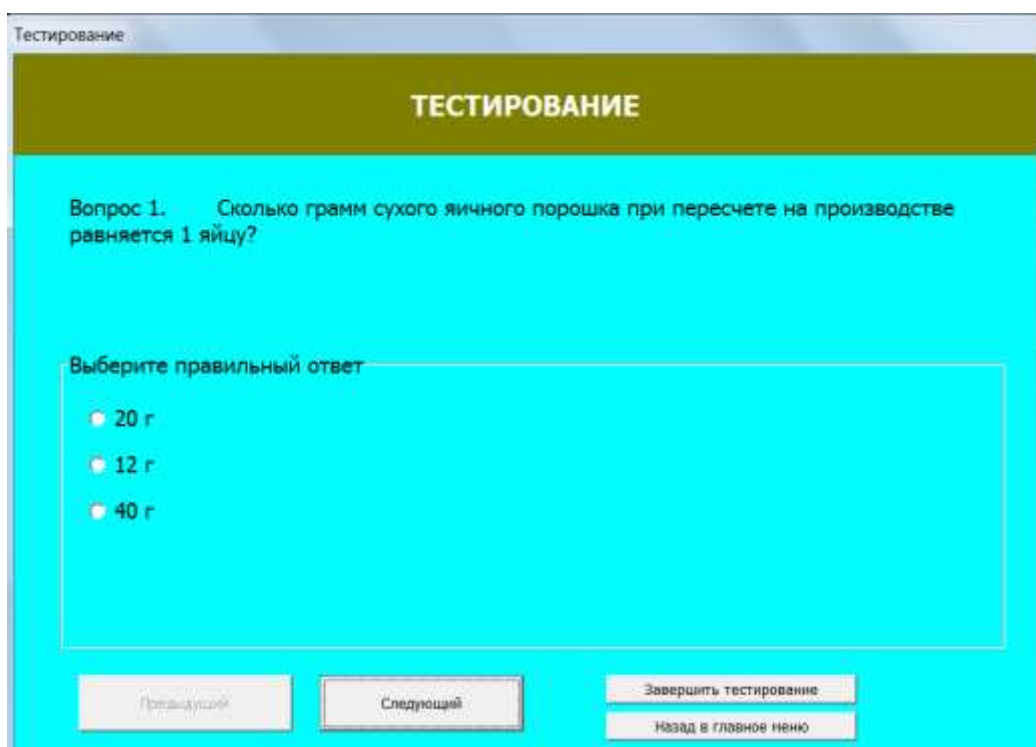 Тестирование
ТЕСТИРОВАНИЕ
Вопрос 1. Сколько грамм сухого яичного порошка при пересчете на производстве
равняется 1 яйцу?
Выберите правильный ответ
20 г
12 г
40 г
Предыдущий
Следующий
Завершить тестирование
Назад в главное меню